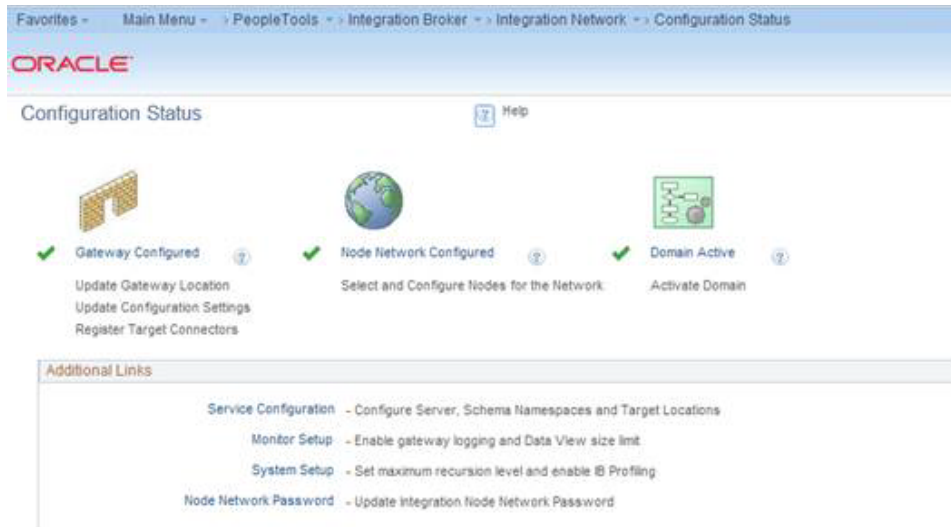 Favorites Main Menu > PeopleTools > Integration Broker > Integration Network > Configuration Status
ORACLE
Configuration Status Help
Gateway Configured Node Network Configured Domain Active
Update Gateway Location Select and Configure Nodes for the Network Activate Domain
Update Configuration Settings
Register Target Connectors
Additional Links
Service Configuration - Configure Server, Schema Namespaces and Target Locations
Monitor Setup - Enable gateway logging and Data View size limit
System Setup - Set maximum recursion level and enable IB Profiling
Node Network Password - Update Integration Node Network Password